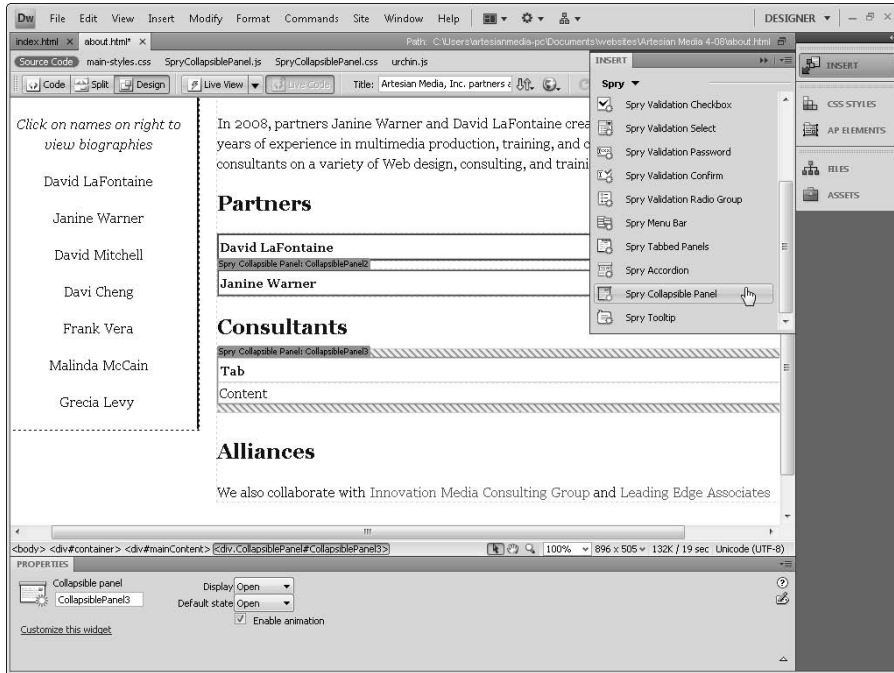 Dw File Edit View Insert Modify Format Commands Site Window Help DESIGNER
index.html × about.html* × Path: C:\Users\artesianmedia-pc\Documents\websites\Artesian Media 4-08\about.html
Source Code main-styles.css SpryCollapsiblePanel.js SpryCollapsiblePanel.css urchin.js
Code Split Design Live View Live Code Title: Artesian Media, Inc. partners a
Click on names on right to
view biographies
David LaFontaine
Janine Warner
David Mitchell
Davi Cheng
Frank Vera
Malinda McCain
Grecia Levy
In 2008, partners Janine Warner and David LaFontaine crea
years of experience in multimedia production, training, and c
consultants on a variety of Web design, consulting, and traini
Partners
David LaFontaine
Spry Collapsible Panel: CollapsiblePanel2
Janine Warner
Consultants
Spry Collapsible Panel: CollapsiblePanel3
Tab
Content
Alliances
We also collaborate with Innovation Media Consulting Group and Leading Edge Associates
INSERT
Spry
Spry Validation Checkbox
Spry Validation Select
Spry Validation Password
Spry Validation Confirm
Spry Validation Radio Group
Spry Menu Bar
Spry Tabbed Panels
Spry Accordion
Spry Collapsible Panel
Spry Tooltip
INSERT
CSS STYLES
AP ELEMENTS
FILES
ASSETS
<body> <div#container> <div#mainContent> <div.CollapsiblePanel#CollapsiblePanel3> 100% 896 x 505 132K / 19 sec Unicode (UTF-8)
PROPERTIES
Collapsible panel
CollapsiblePanel3
Display Open
Default state Open
Enable animation
Customize this widget